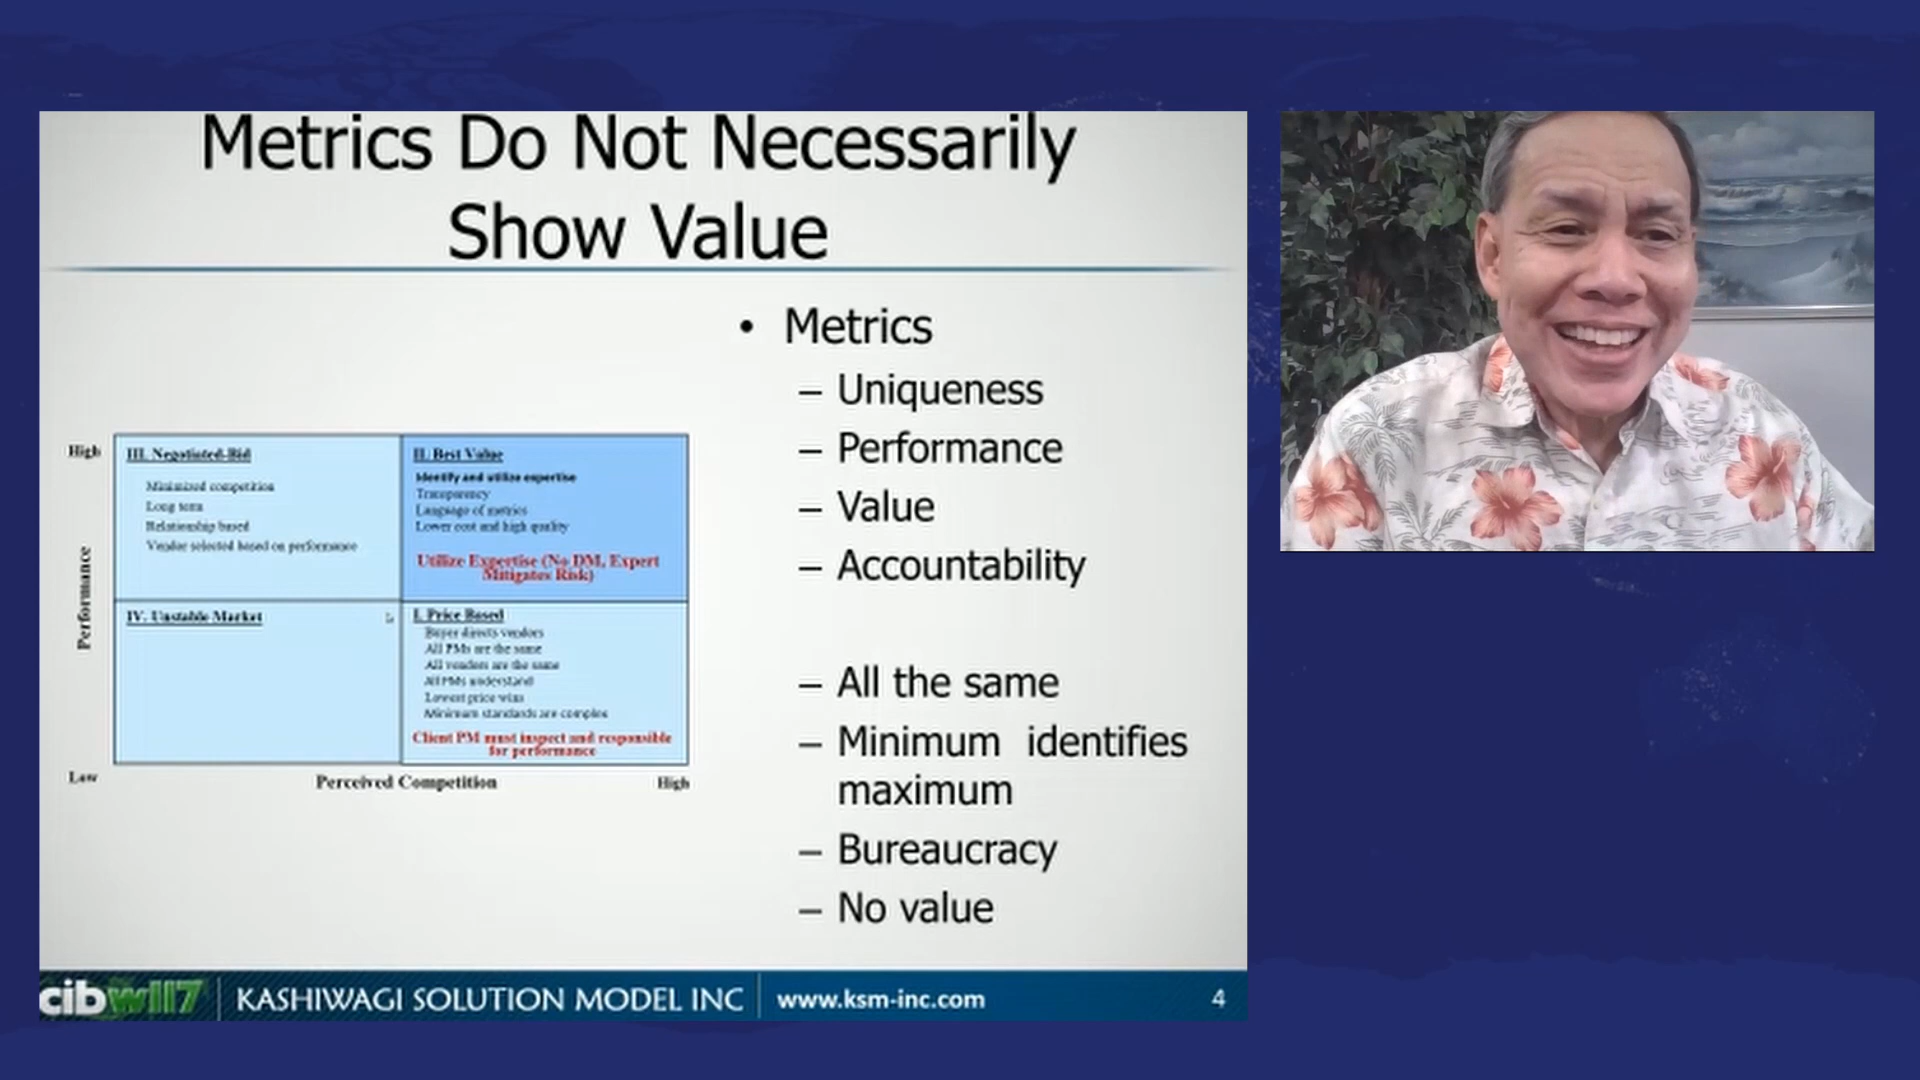 Metrics Do Not Necessarily
Show Value
High
Performance
Low
III. Negotiated-Bid
Minimized competition
Long term
Relationship based
Vendor selected based on performance
II. Best Value
Identify and utilize expertise
Transparency
Language of metrics
Lower cost and high quality
Utilize Expertise (No DM, Expert
Mitigates Risk)
IV. Unstable Market
I. Price Based
Buyer directs vendors
All PMs are the same
All vendors are the same
All PMs understand
Lowest price wins
Minimum standards are complex
Client PM must inspect and responsible
for performance
Perceived Competition
High
• Metrics
– Uniqueness
– Performance
– Value
– Accountability
– All the same
– Minimum identifies
maximum
– Bureaucracy
– No value
cibw117
KASHIWAGI SOLUTION MODEL INC
www.ksm-inc.com
4